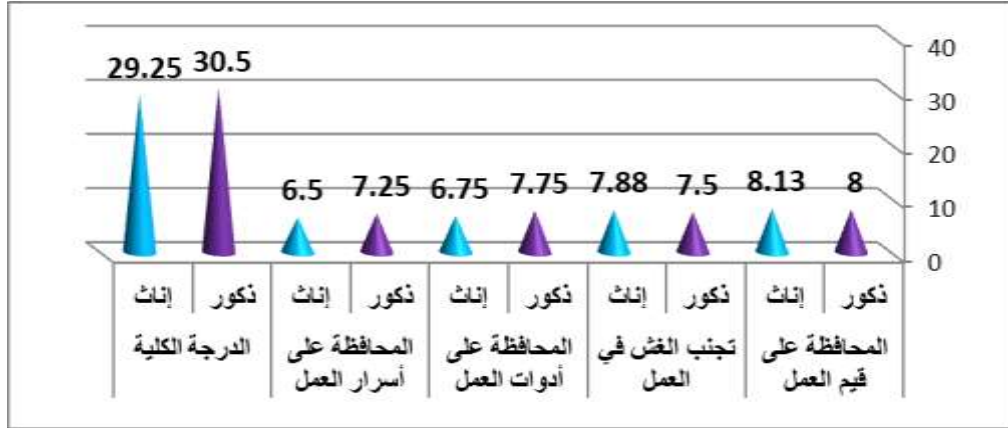 40
30
20
10
0
30.5 29.25
8 8.13 7.5 7.88 7.75 6.75 7.25 6.5
ذكور إناث ذكور إناث ذكور إناث ذكور إناث ذكور إناث
المحافظة على تجنب الغش في المحافظة على المحافظة على الدرجة الكلية
قيم العمل العمل أدوات العمل أسرار العمل